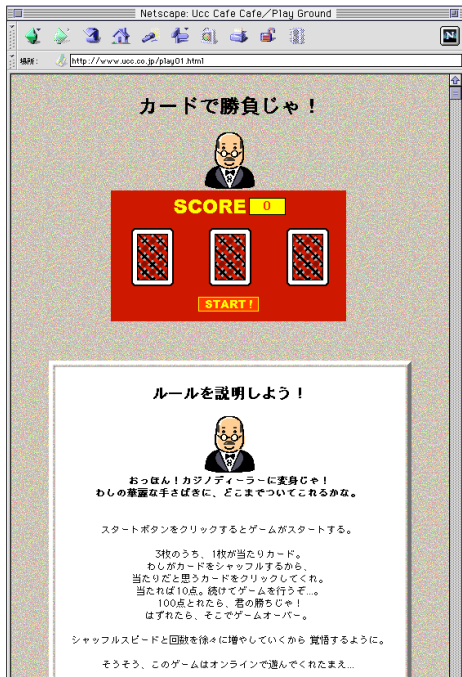 Netscape: Ucc Cafe Cafe／Play Ground
N
場所：
http://www.ucc.co.jp/play01.html
カードで勝負じゃ！
SCORE 0
START!
ルールを説明しよう！
おっほん！カジノディーラーに変身じゃ！
わしの華麗な手さばきに、どこまでついてこれるかな。
スタートボタンをクリックするとゲームがスタートする。
3枚のうち、1枚が当たりカード。
わしがカードをシャッフルするから、
当たりだと思うカードをクリックしてくれ。
当たれば10点。続けてゲームを行うぞ...。
100点とれたら、君の勝ちじゃ！
はずれたら、そこでゲームオーバー。
シャッフルスピードと回数を徐々に増やしていくから 覚悟するように。
そうそう、このゲームはオンラインで遊んでくれたまえ...